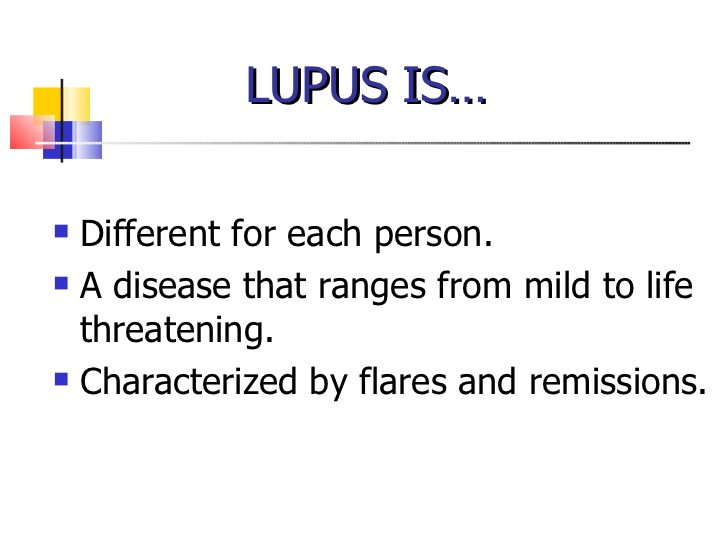 LUPUS IS...
Different for each person.
A disease that ranges from mild to life
threatening.
Characterized by flares and remissions.